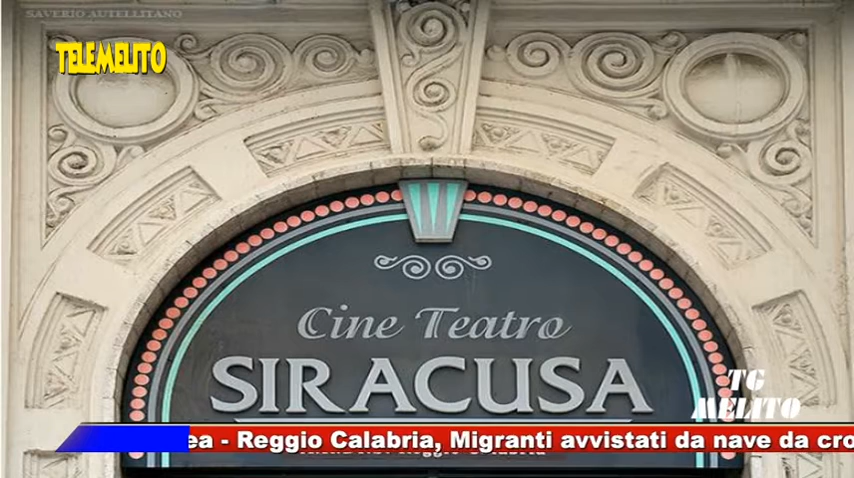 SAVERIO AUTELLITANO
TELEMELITO
Cine Teatro
SIRACUSA
TG
MELITO
ea - Reggio Calabria, Migranti avvistati da nave da cro